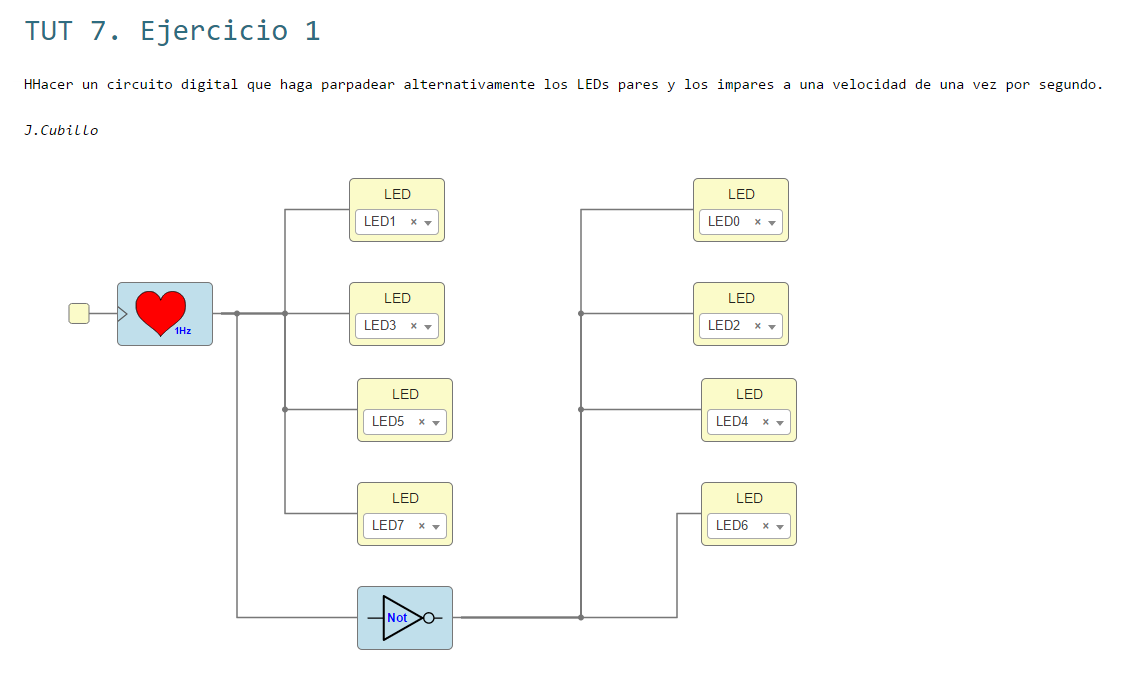 TUT 7. Ejercicio 1
HHacer un circuito digital que haga parpadear alternativamente los LEDs pares y los impares a una velocidad de una vez por segundo.
J.Cubillo
LED
LED1
LED
LED0
1Hz
LED
LED3
LED
LED2
LED
LED5
LED
LED4
LED
LED7
LED
LED6
Not